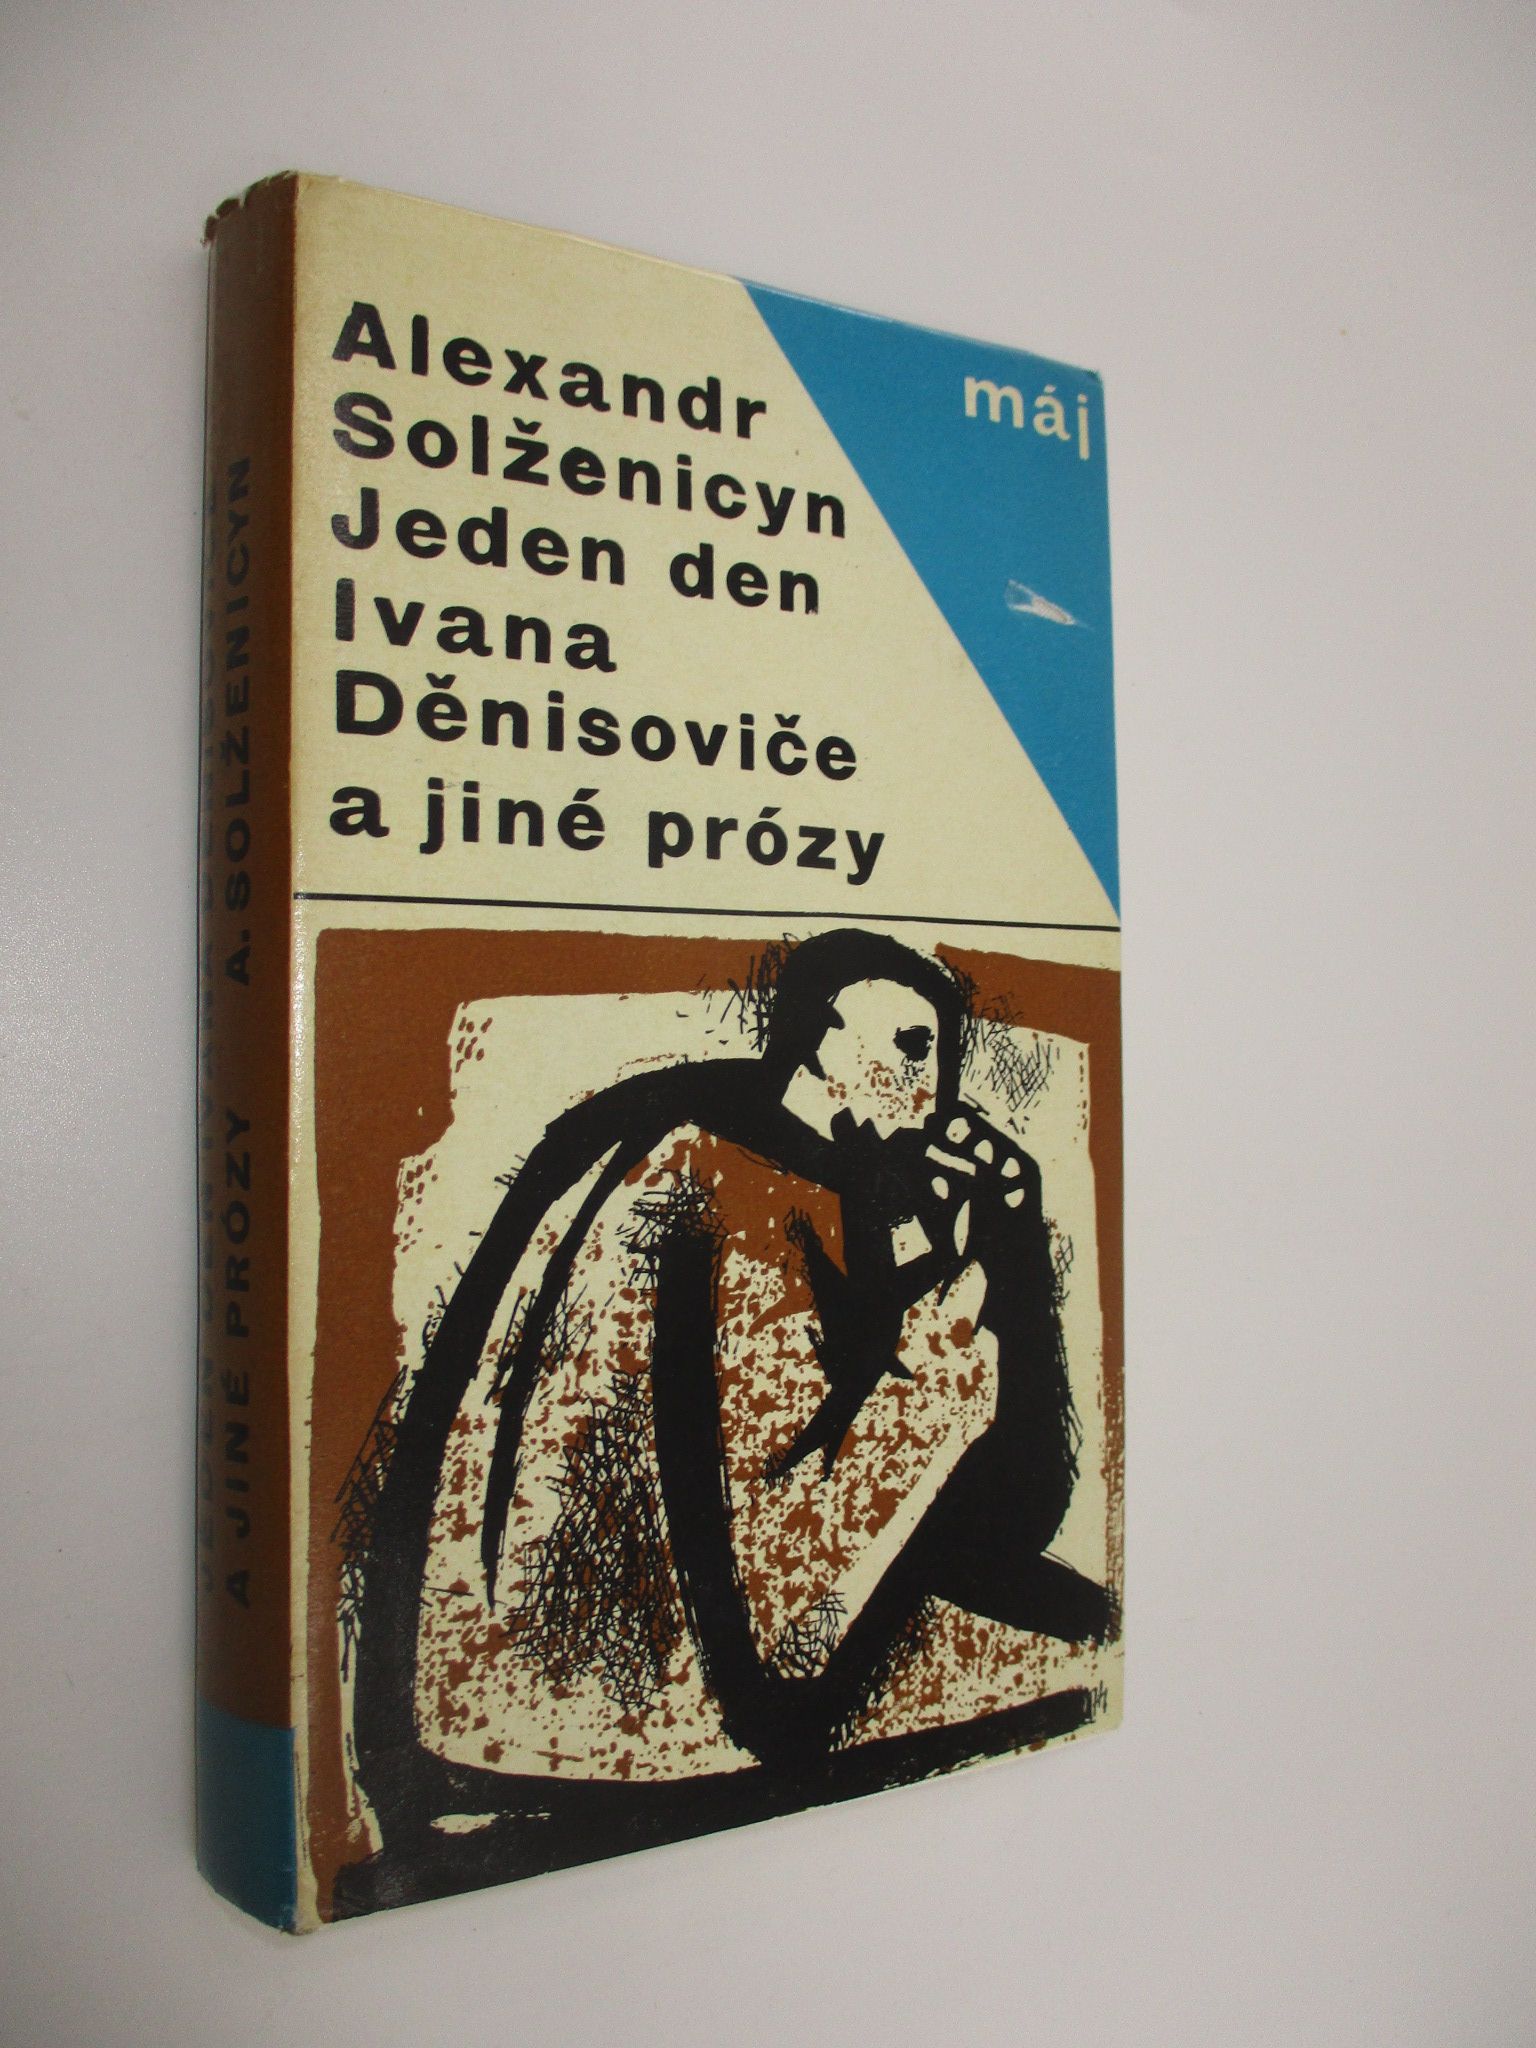 máj
Alexandr
Solženicyn
Jeden den
Ivana
Děnisoviče
a jiné prózy
A JINÉ PRÓZY A. SOLŽENICYN